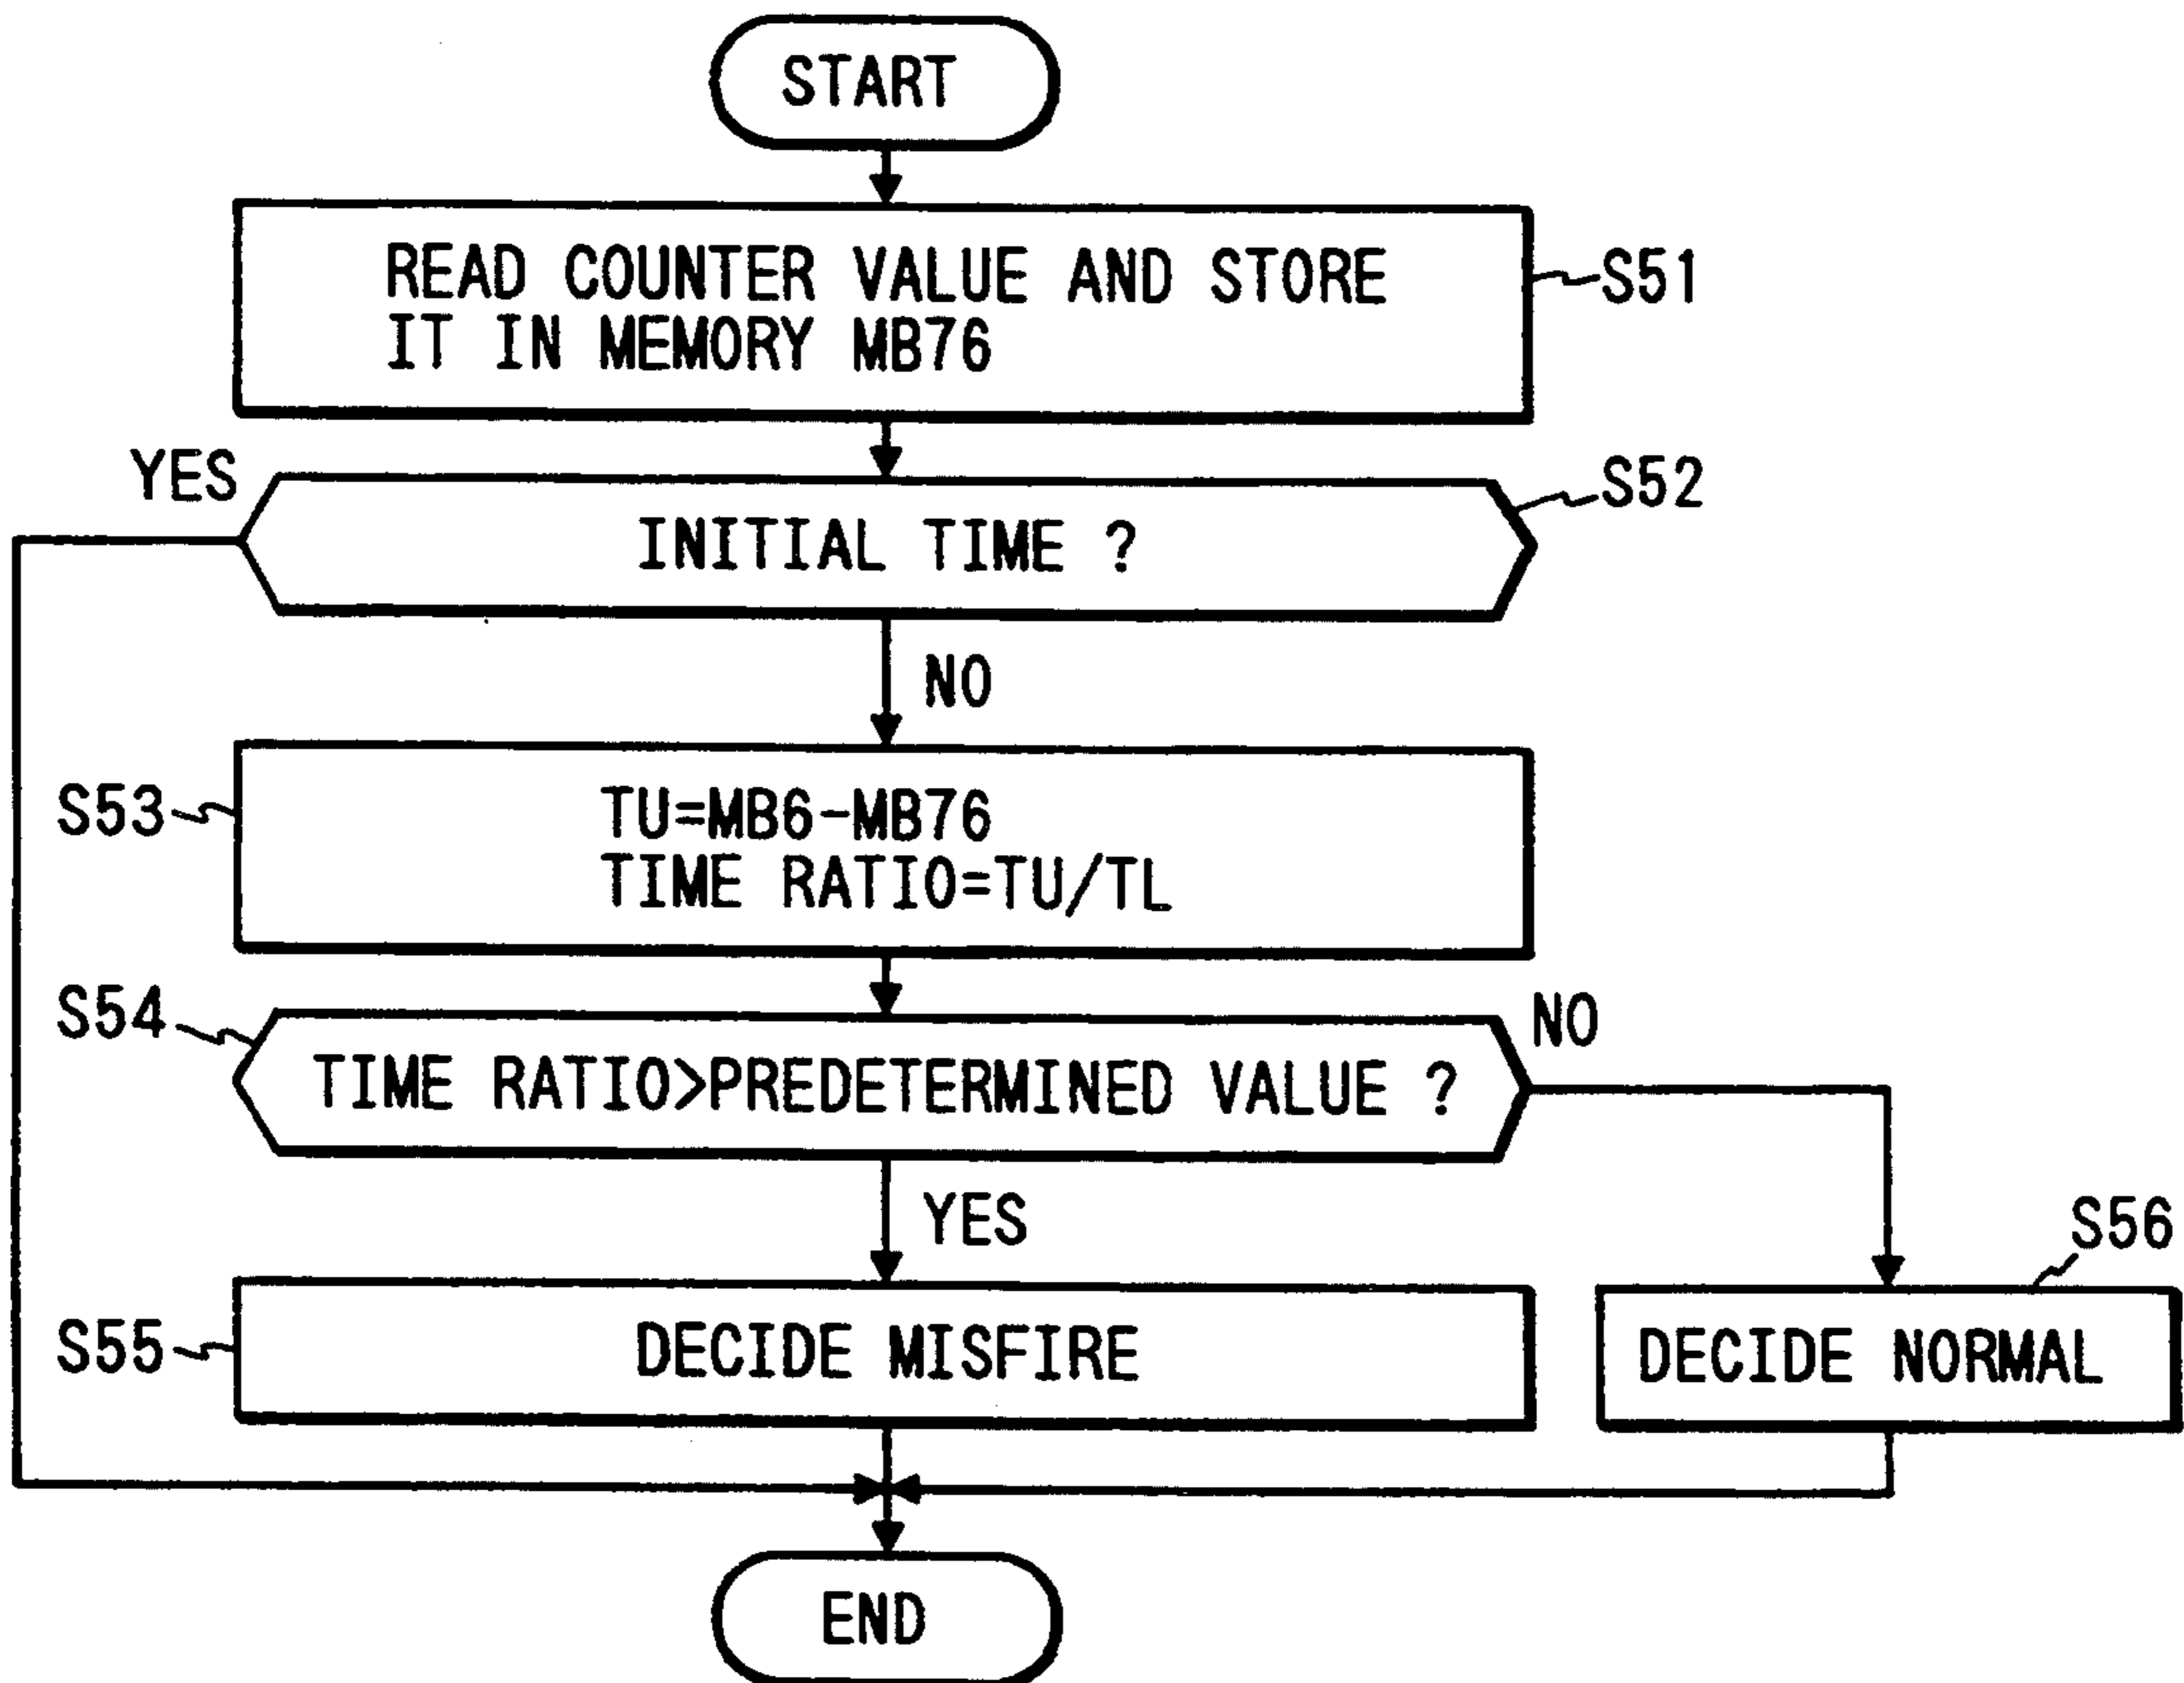 START
READ COUNTER VALUE AND STORE
IT IN MEMORY MB76
S51
YES
S52
INITIAL TIME ?
NO
S53
TU=MB6-MB76
TIME RATIO=TU/TL
S54
NO
TIME RATIO>PREDETERMINED VALUE ?
YES
S56
S55
DECIDE MISFIRE
DECIDE NORMAL
END